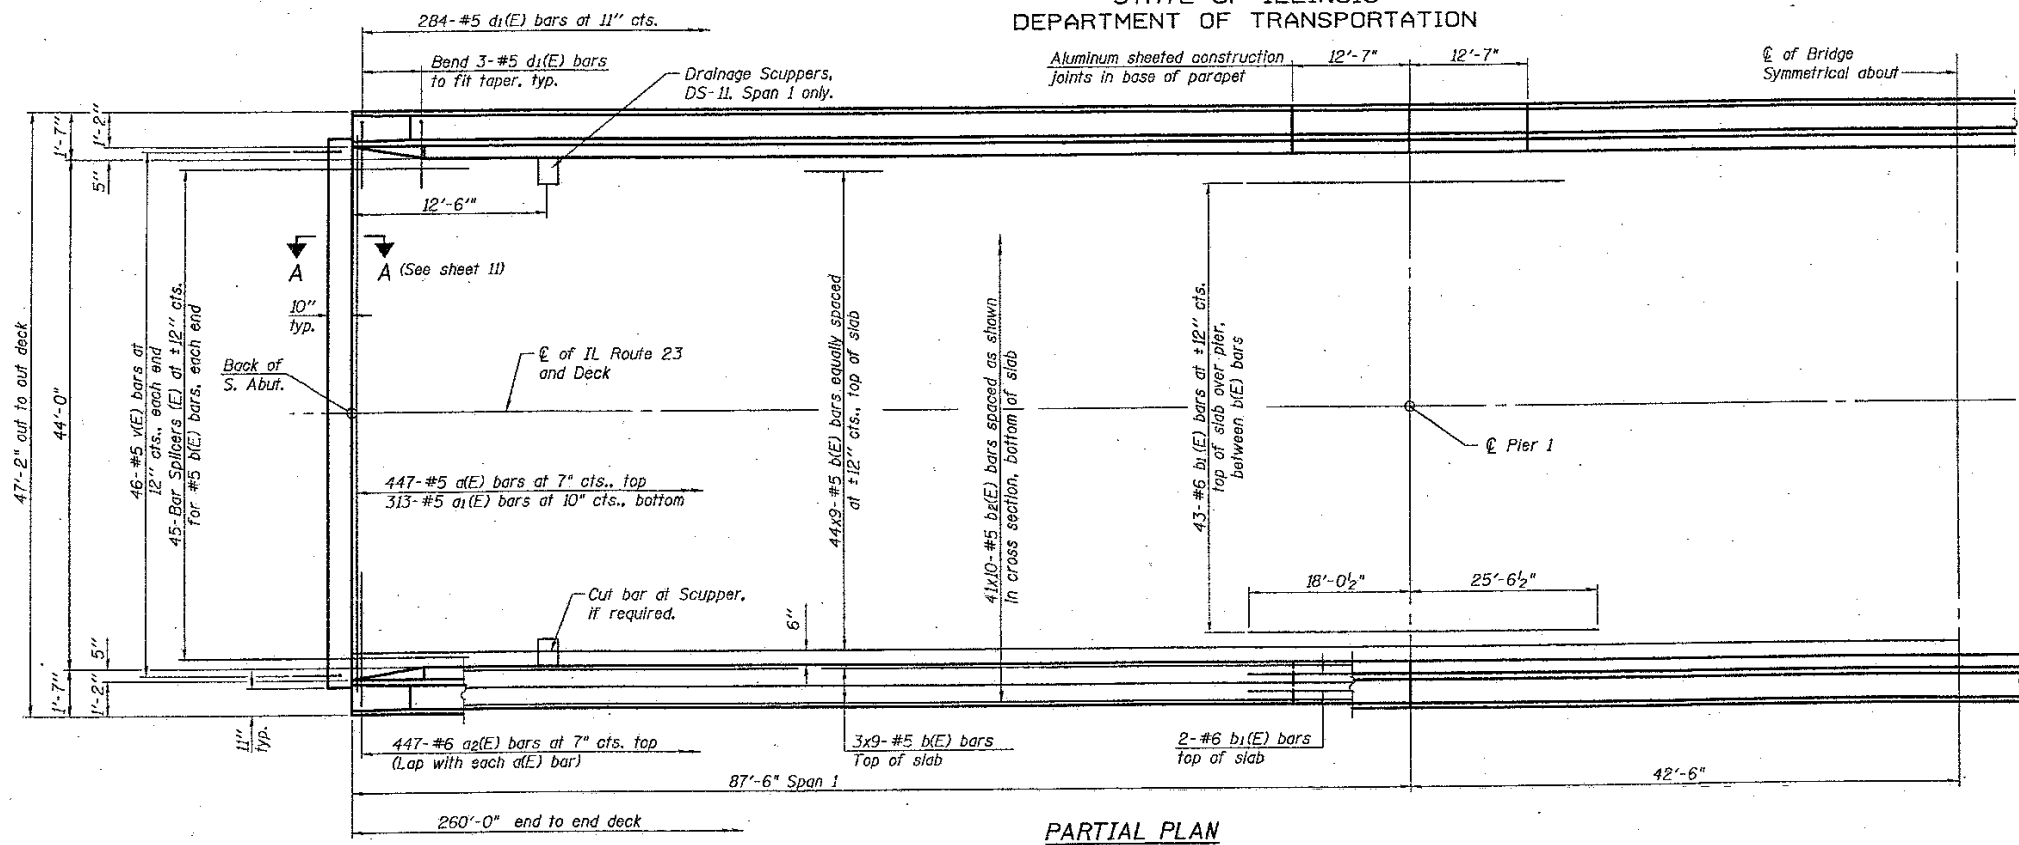 STATE OF ILLINOIS
DEPARTMENT OF TRANSPORTATION
284-#5 d1(E) bars at 11" cts.
Bend 3-#5 d1(E) bars
to fit taper, typ.
Drainage Scuppers,
DS-11, Span 1 only.
Aluminum sheeted construction
joints in base of parapet
12'-7"
12'-7"
℄ of Bridge
Symmetrical about
1'-7"
1'-2"
5"
12'-6"
A
A
(See sheet 11)
10"
typ.
47'-2" out to out deck
44'-0"
46-#5 v(E) bars at
12" cts., each end
45-Bar Splicers (E) at ±12" cts.
for #5 b(E) bars, each end
Back of
S. Abut.
℄ of IL Route 23
and Deck
44x9-#5 b(E) bars equally spaced
at ±12" cts., top of slab
41x10-#5 b2(E) bars spaced as shown
in cross section, bottom of slab
43-#6 b1(E) bars at ±12" cts.
top of slab over pier,
between b(E) bars
℄ Pier 1
447-#5 a(E) bars at 7" cts., top
313-#5 a1(E) bars at 10" cts., bottom
18'-0½"
25'-6½"
Cut bar at Scupper,
if required.
6"
5"
1'-7"
1'-2"
11"
typ.
447-#6 a2(E) bars at 7" cts. top
(Lap with each a(E) bar)
3x9-#5 b(E) bars
Top of slab
2-#6 b1(E) bars
top of slab
87'-6" Span 1
42'-6"
260'-0" end to end deck
PARTIAL PLAN